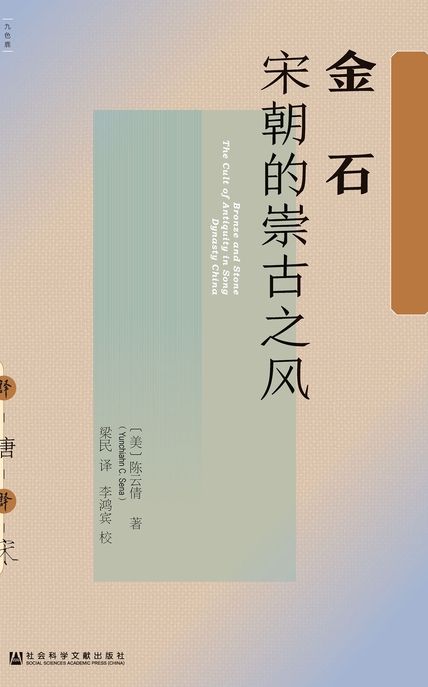 九色鹿
金石
宋朝的崇古之风
Bronze and Stone
The Cult of Antiquity in Song
Dynasty China
〔美〕陈云倩 著
(Yunchiahn C. Sena)
梁民 译 李鸿宾 校
译
唐
译
宋
社会科学文献出版社
SOCIAL SCIENCES ACADEMIC PRESS (CHINA)